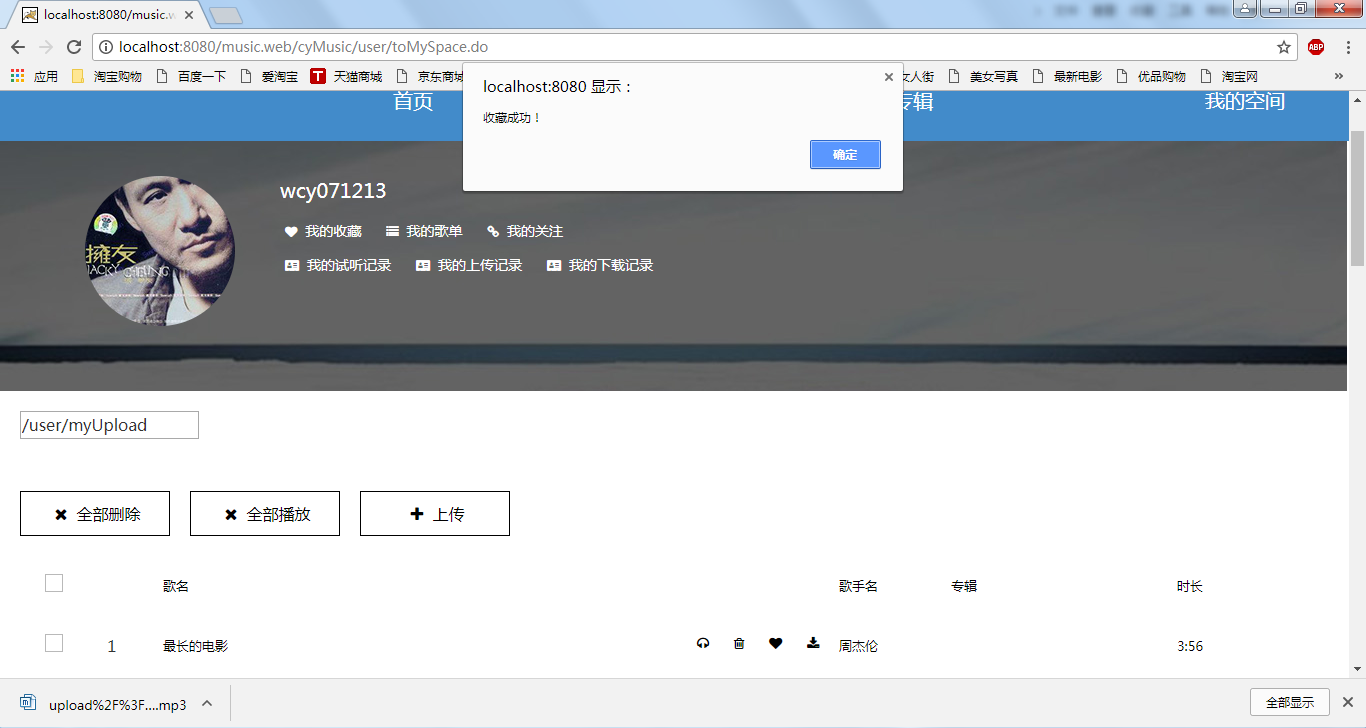 localhost:8080/music.w
localhost:8080/music.web/cyMusic/user/toMySpace.do
ABP
应用 淘宝购物 百度一下 爱淘宝 T 天猫商城 京东商城 女人街 美女写真 最新电影 优品购物 淘宝网 »
localhost:8080 显示：
收藏成功！
确定
首页 专辑 我的空间
wcy071213
我的收藏 我的歌单 我的关注
我的试听记录 我的上传记录 我的下载记录
擁友
JACKY CHEUNG
/user/myUpload
全部删除 全部播放 上传
歌名 歌手名 专辑 时长
1 最长的电影 周杰伦 3:56
upload%2F%3F....mp3 全部显示